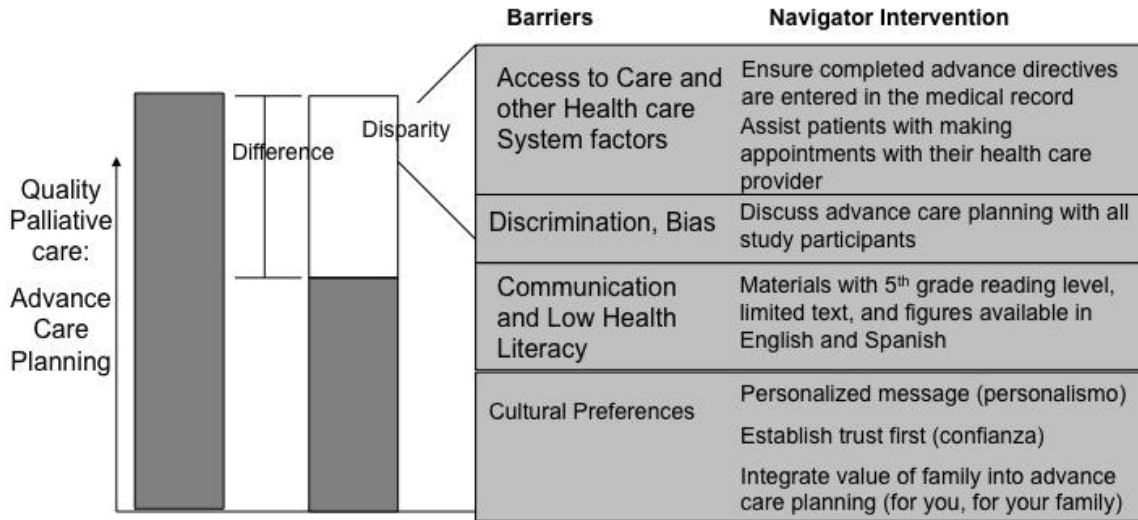 Barriers
Navigator Intervention
Quality
Palliative
care:
Advance
Care
Planning
Difference
Disparity
Access to Care and
other Health care
System factors
Ensure completed advance directives
are entered in the medical record
Assist patients with making
appointments with their health care
provider
Discrimination, Bias
Discuss advance care planning with all
study participants
Communication
and Low Health
Literacy
Materials with 5th grade reading level,
limited text, and figures available in
English and Spanish
Cultural Preferences
Personalized message (personalismo)
Establish trust first (confianza)
Integrate value of family into advance
care planning (for you, for your family)